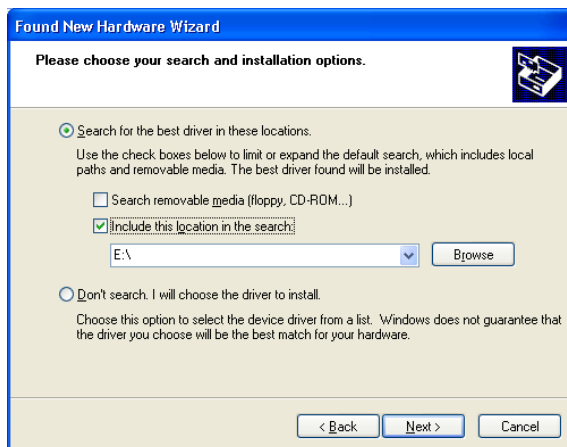 Found New Hardware Wizard
Please choose your search and installation options.
Search for the best driver in these locations.
Use the check boxes below to limit or expand the default search, which includes local
paths and removable media. The best driver found will be installed.
Search removable media (floppy, CD-ROM...)
Include this location in the search:
E:\
Browse
Don't search. I will choose the driver to install.
Choose this option to select the device driver from a list. Windows does not guarantee that
the driver you choose will be the best match for your hardware.
< Back
Next >
Cancel